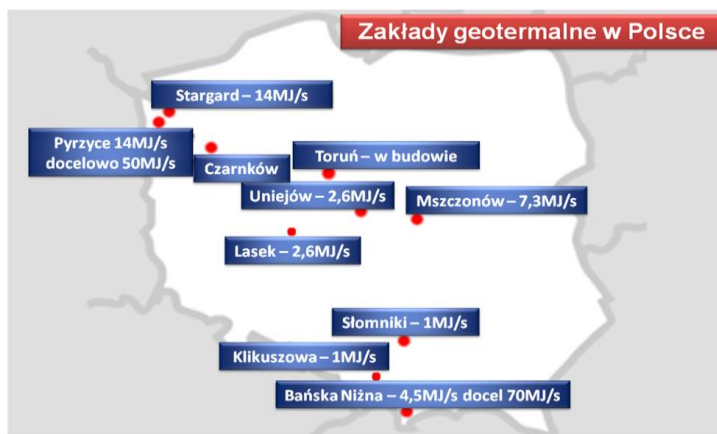 Zakłady geotermalne w Polsce
Stargard – 14MJ/s
Pyrzyce 14MJ/s
docelowo 50MJ/s
Czarnków
Toruń – w budowie
Uniejów – 2,6MJ/s
Mszczonów – 7,3MJ/s
Lasek – 2,6MJ/s
Słomniki – 1MJ/s
Klikuszowa – 1MJ/s
Bańska Niżna – 4,5MJ/s docel 70MJ/s